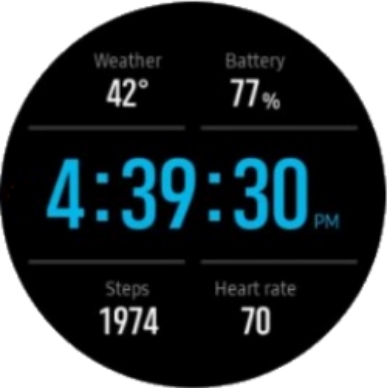 Weather Battery
42° 77%
4:39:30 PM
Steps Heart rate
1974 70